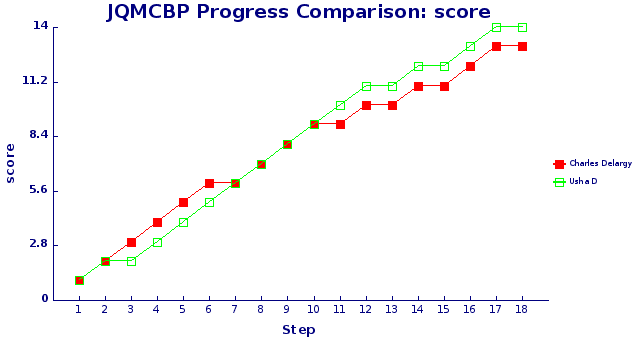 JQMCBP Progress Comparison: score
14
11.2
8.4
5.6
2.8
0
score
1 2 3 4 5 6 7 8 9 10 11 12 13 14 15 16 17 18
Step
Charles Delargy
Usha D